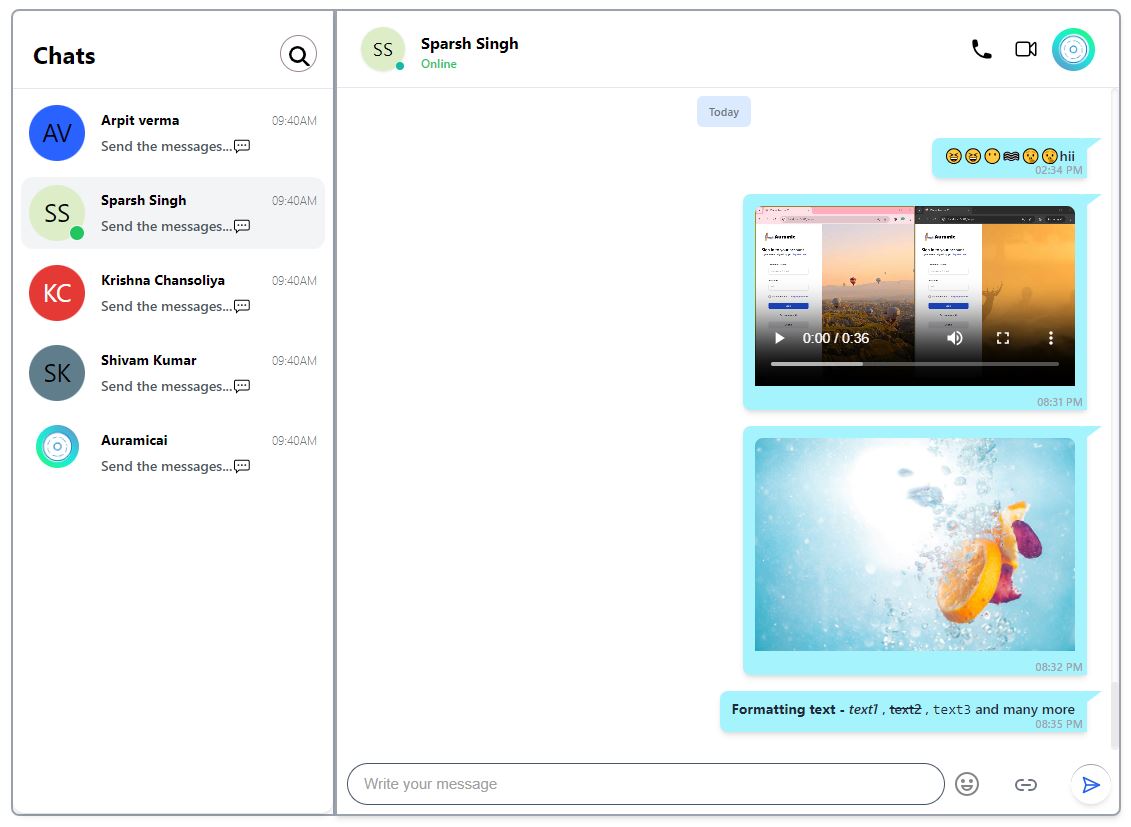 Chats
AV
Arpit verma
09:40AM
Send the messages...
SS
Sparsh Singh
09:40AM
Send the messages...
KC
Krishna Chansoliya
09:40AM
Send the messages...
SK
Shivam Kumar
09:40AM
Send the messages...
Auramicai
09:40AM
Send the messages...
SS
Sparsh Singh
Online
Today
😆😆😶🫠😗😗hii
02:34 PM
0:00 / 0:36
08:31 PM
08:32 PM
Formatting text - text1 , text2 , text3 and many more
08:35 PM
Write your message